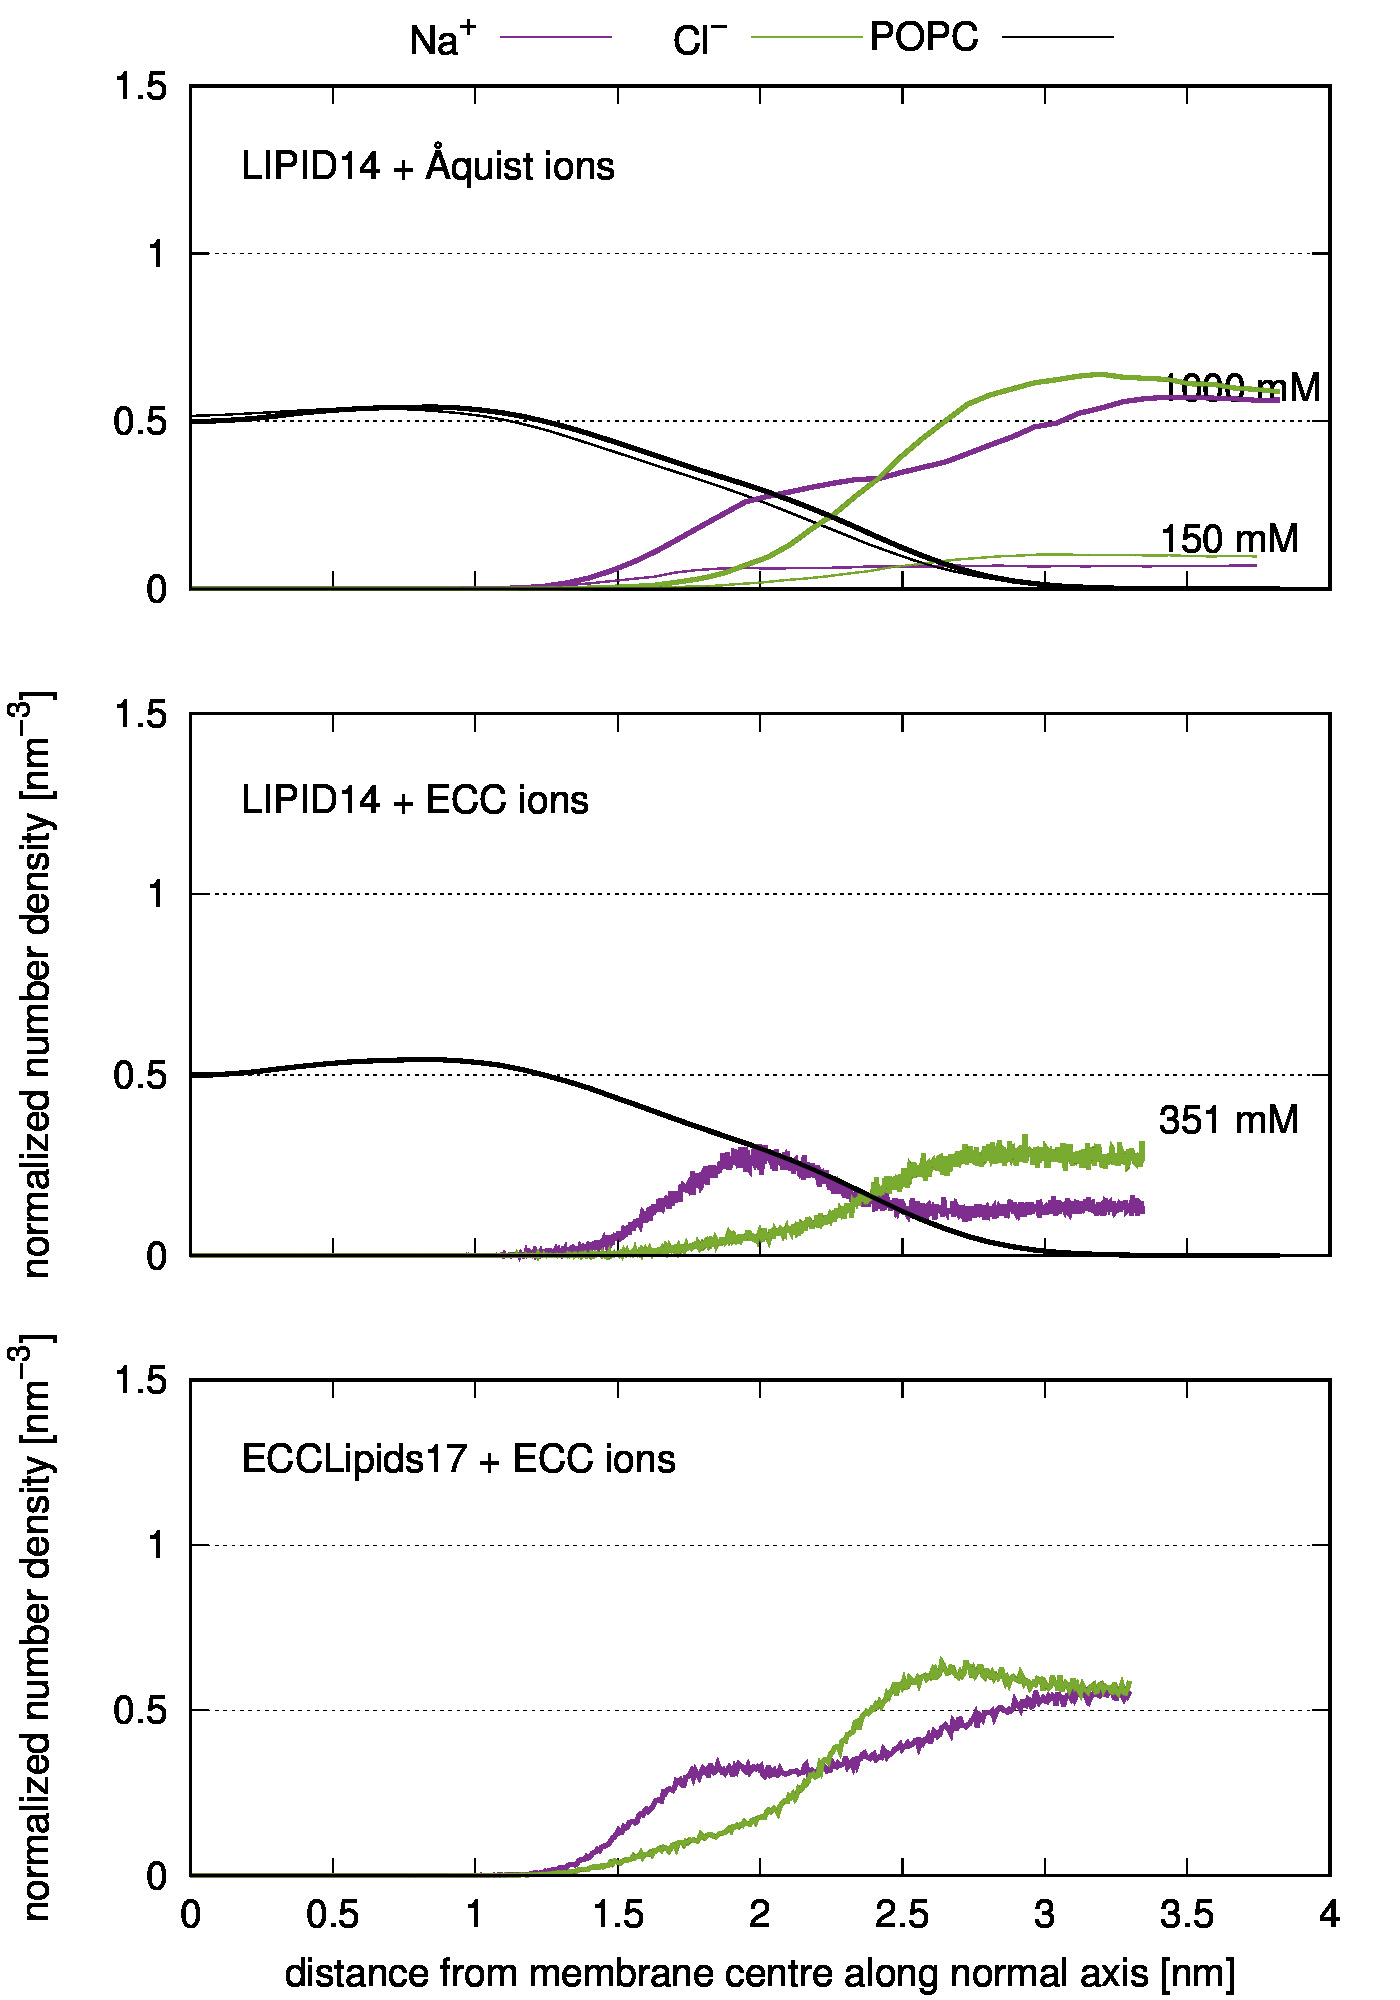 Na⁺ Cl⁻ POPC
1.5
LIPID14 + Åquist ions
1
1000 mM
0.5
150 mM
0
1.5
LIPID14 + ECC ions
1
normalized number density [nm⁻³]
0.5
351 mM
0
1.5
ECCLipids17 + ECC ions
1
normalized number density [nm⁻³]
0.5
0
0 0.5 1 1.5 2 2.5 3 3.5 4
distance from membrane centre along normal axis [nm]